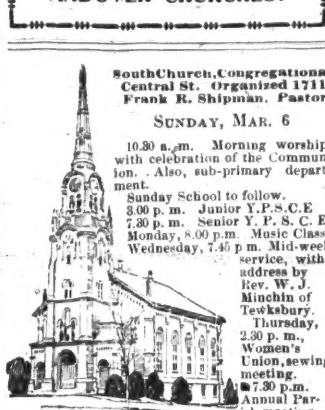 ANDOVER CHURCHES.
South Church, Congregationa
Central St. Organized 1711
Frank R. Shipman, Pastor
SUNDAY, MAR. 6
10.30 a. m. Morning worship
with celebration of the Commun
ion. . Also, sub-primary depart
ment.
Sunday School to follow.
3.00 p. m. Junior Y.P.S.C.E
7.30 p. m. Senior Y. P. S. C. E
Monday, 8.00 p.m. Music Class
Wednesday, 7.45 p m. Mid-wee
service, with
address by
Rev. W. J.
Minchin of
Tewksbury.
Thursday,
2.30 p. m.,
Women's
Union, sewing
meeting.
7.30 p.m.
Annual Par-